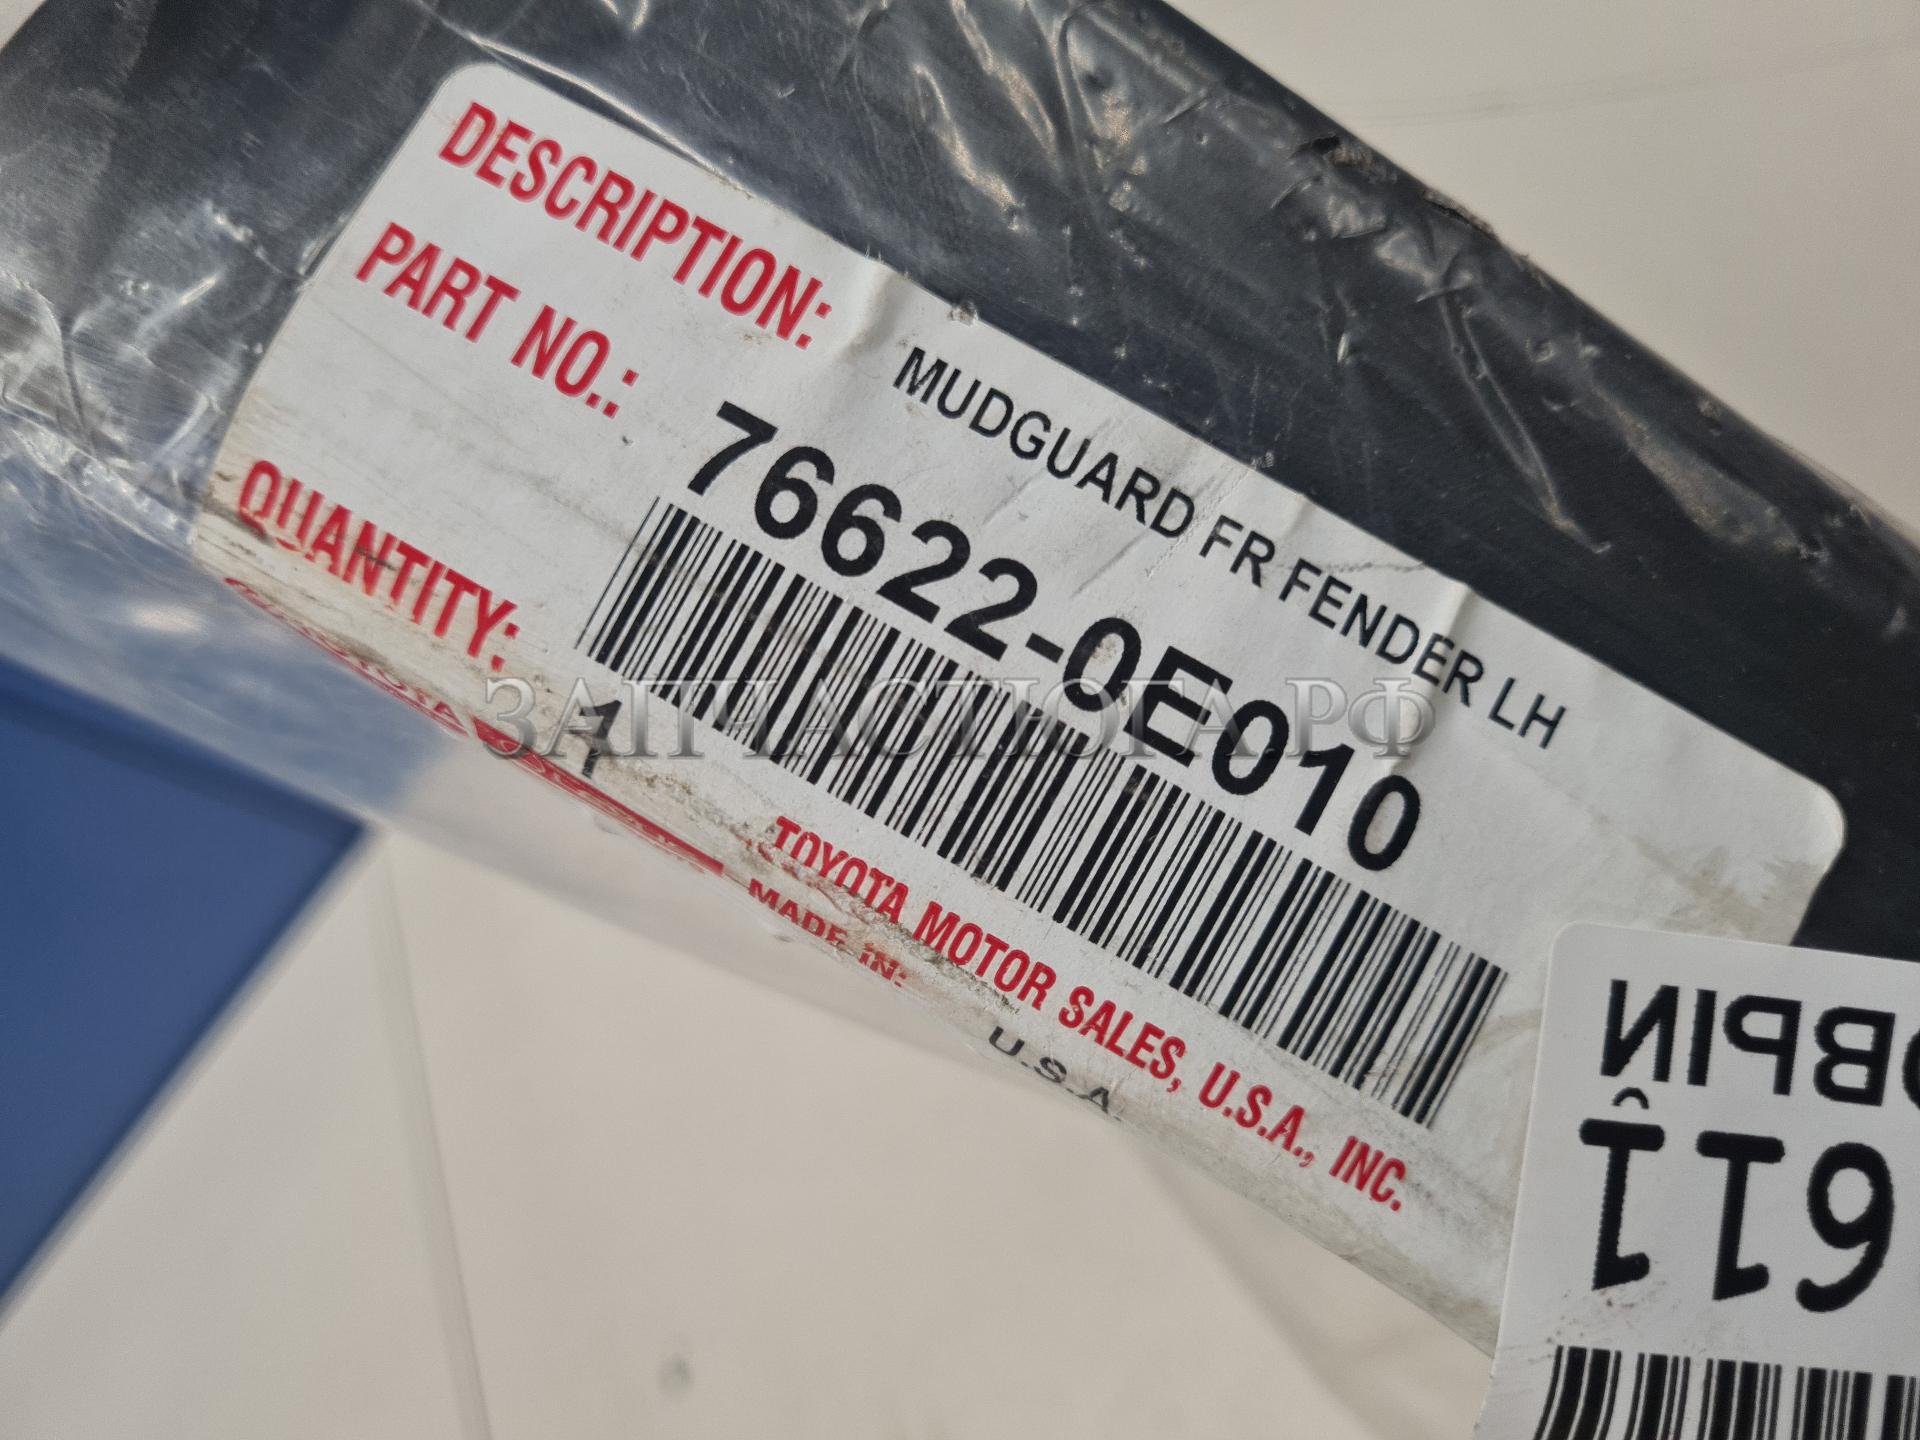 DESCRIPTION: MUDGUARD FR FENDER LH
PART NO.: 76622-0E010
QUANTITY: 1
TOYOTA MOTOR SALES, U.S.A., INC.
MADE IN: U.S.A.
ЗАПЧАСТЮГА.РФ
611